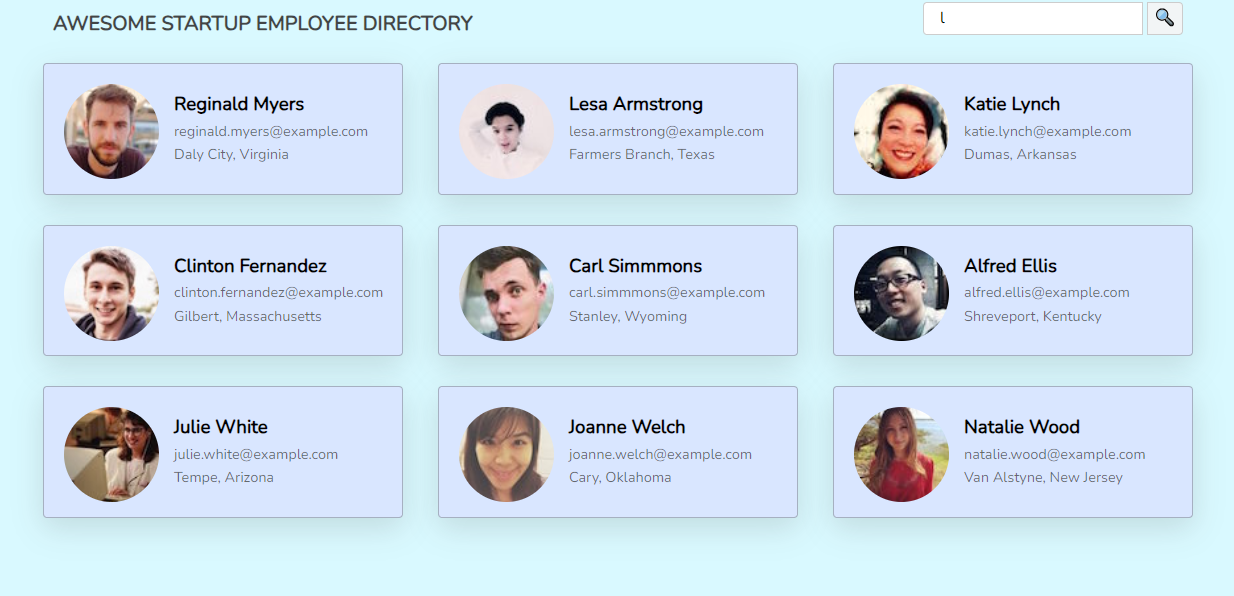 AWESOME STARTUP EMPLOYEE DIRECTORY
l
Reginald Myers
reginald.myers@example.com
Daly City, Virginia
Lesa Armstrong
lesa.armstrong@example.com
Farmers Branch, Texas
Katie Lynch
katie.lynch@example.com
Dumas, Arkansas
Clinton Fernandez
clinton.fernandez@example.com
Gilbert, Massachusetts
Carl Simmmons
carl.simmmons@example.com
Stanley, Wyoming
Alfred Ellis
alfred.ellis@example.com
Shreveport, Kentucky
Julie White
julie.white@example.com
Tempe, Arizona
Joanne Welch
joanne.welch@example.com
Cary, Oklahoma
Natalie Wood
natalie.wood@example.com
Van Alstyne, New Jersey